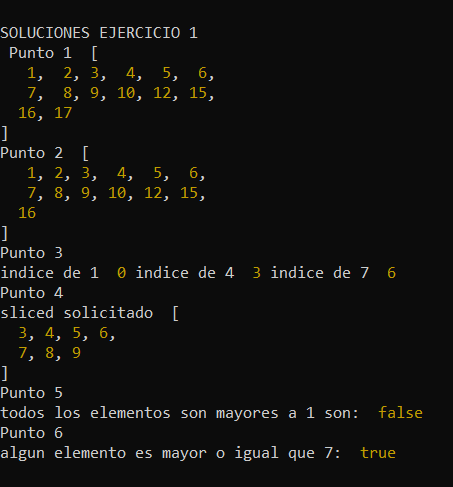 SOLUCIONES EJERCICIO 1
 Punto 1  [
   1,  2, 3,  4,  5,  6,
   7,  8, 9, 10, 12, 15,
  16, 17
]
Punto 2  [
   1, 2, 3,  4,  5,  6,
   7, 8, 9, 10, 12, 15,
  16
]
Punto 3
indice de 1  0 indice de 4  3 indice de 7  6
Punto 4
sliced solicitado  [
  3, 4, 5, 6,
  7, 8, 9
]
Punto 5
todos los elementos son mayores a 1 son:  false
Punto 6
algun elemento es mayor o igual que 7:  true